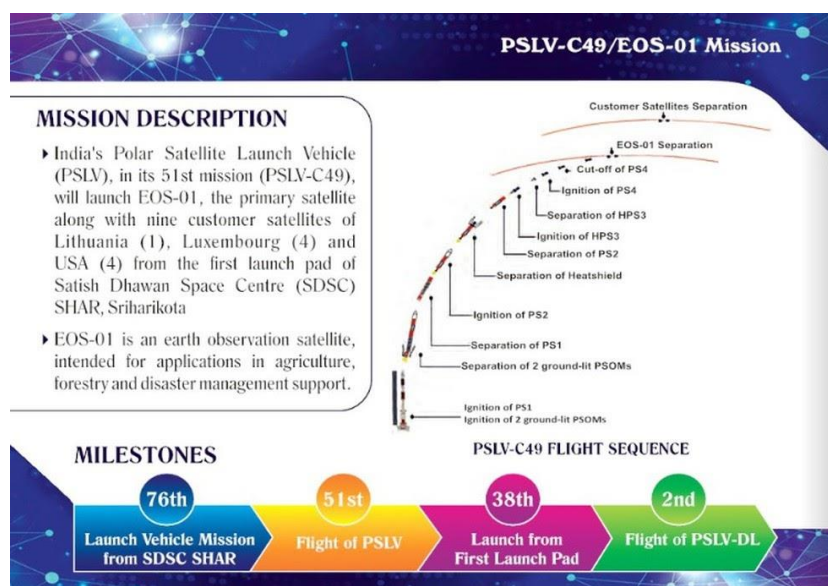 PSLV-C49/EOS-01 Mission
MISSION DESCRIPTION
India's Polar Satellite Launch Vehicle
(PSLV), in its 51st mission (PSLV-C49),
will launch EOS-01, the primary satellite
along with nine customer satellites of
Lithuania (1), Luxembourg (4) and
USA (4) from the first launch pad of
Satish Dhawan Space Centre (SDSC)
SHAR, Sriharikota
EOS-01 is an earth observation satellite,
intended for applications in agriculture,
forestry and disaster management support.
Customer Satellites Separation
EOS-01 Separation
Cut-off of PS4
Ignition of PS4
Separation of HPS3
Ignition of HPS3
Separation of PS2
Separation of Heatshield
Ignition of PS2
Separation of PS1
Separation of 2 ground-lit PSOMs
Ignition of PS1
Ignition of 2 ground-lit PSOMs
PSLV-C49 FLIGHT SEQUENCE
MILESTONES
76th
Launch Vehicle Mission
from SDSC SHAR
51st
Flight of PSLV
38th
Launch from
First Launch Pad
2nd
Flight of PSLV-DL